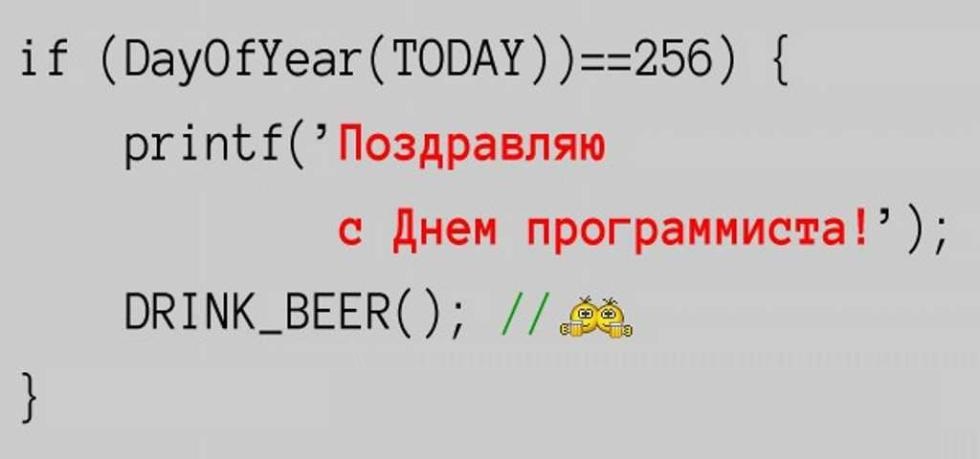 if (DayOfYear(TODAY))==256) {
printf(’Поздравляю
с Днем программиста!’);
DRINK_BEER(); //
}